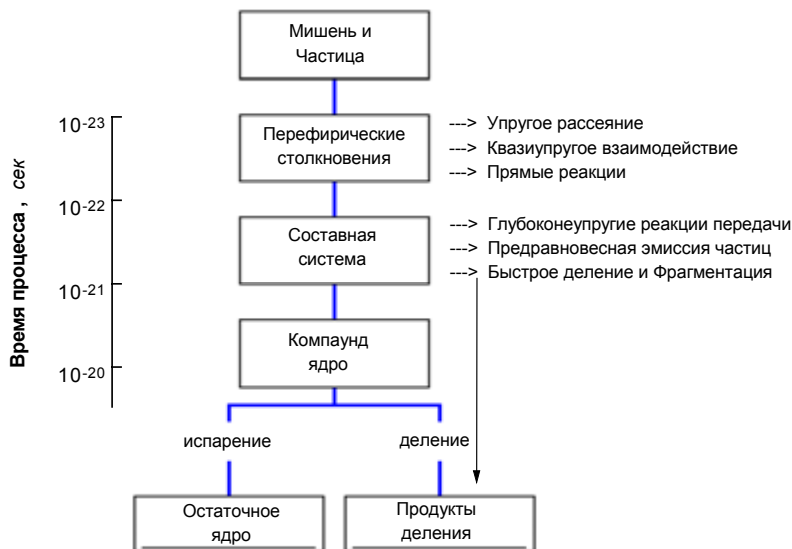 Мишень и
Частица
10-23
Перефирические
столкновения
---> Упругое рассеяние
---> Квазиупругое взаимодействие
---> Прямые реакции
10-22
Составная
система
---> Глубоконеупругие реакции передачи
---> Предравновесная эмиссия частиц
---> Быстрое деление и Фрагментация
10-21
Время процесса , сек
Компаунд
ядро
10-20
испарение
деление
Остаточное
ядро
Продукты
деления